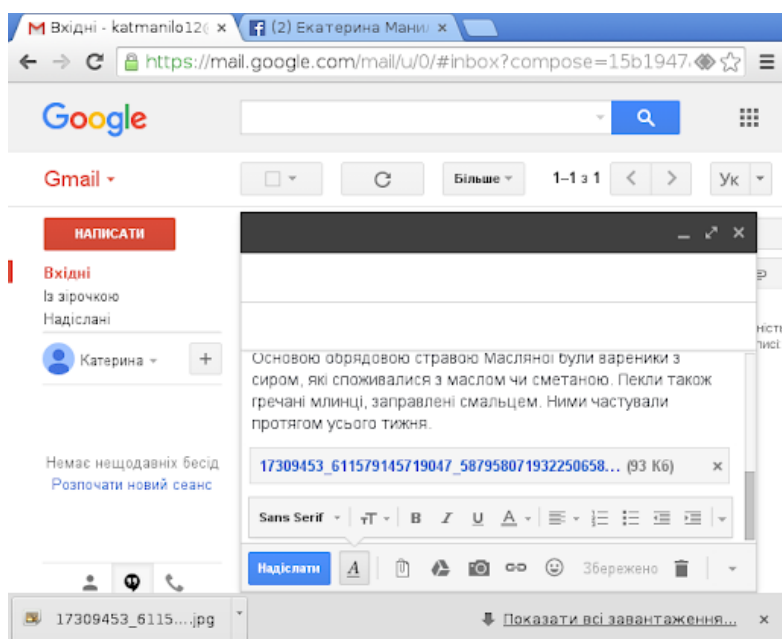 Вхідні - katmanilo12(
(2) Екатерина Мани
https://mail.google.com/mail/u/0/#inbox?compose=15b1947
Google
Gmail
Більше
1–1 з 1
Ук
НАПИСАТИ
Вхідні
Із зірочкою
Надіслані
Катерина
Основою обрядовою стравою Масляної були вареники з
сиром, які споживалися з маслом чи сметаною. Пекли також
гречані млинці, заправлені смальцем. Ними частували
протягом усього тижня.
17309453_611579145719047_587958071932250658... (93 Кб)
Немає нещодавніх бесід
Розпочати новий сеанс
Sans Serif
Надіслати
Збережено
17309453_6115....jpg
Показати всі завантаження...